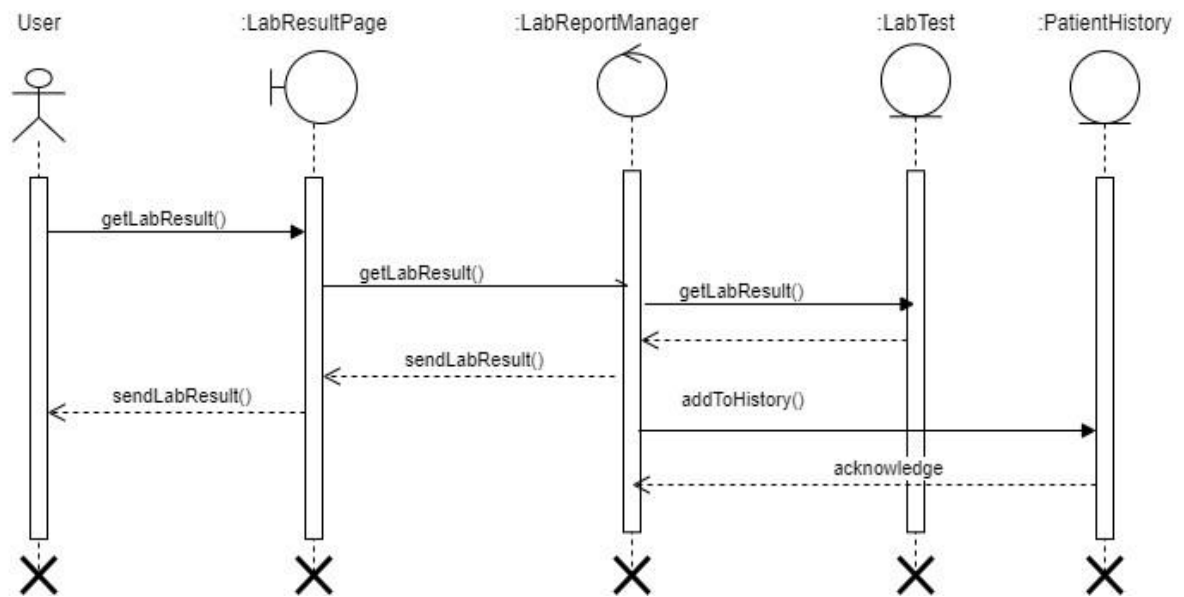 User
:LabResultPage
:LabReportManager
:LabTest
:PatientHistory
getLabResult()
getLabResult()
getLabResult()
sendLabResult()
sendLabResult()
addToHistory()
acknowledge